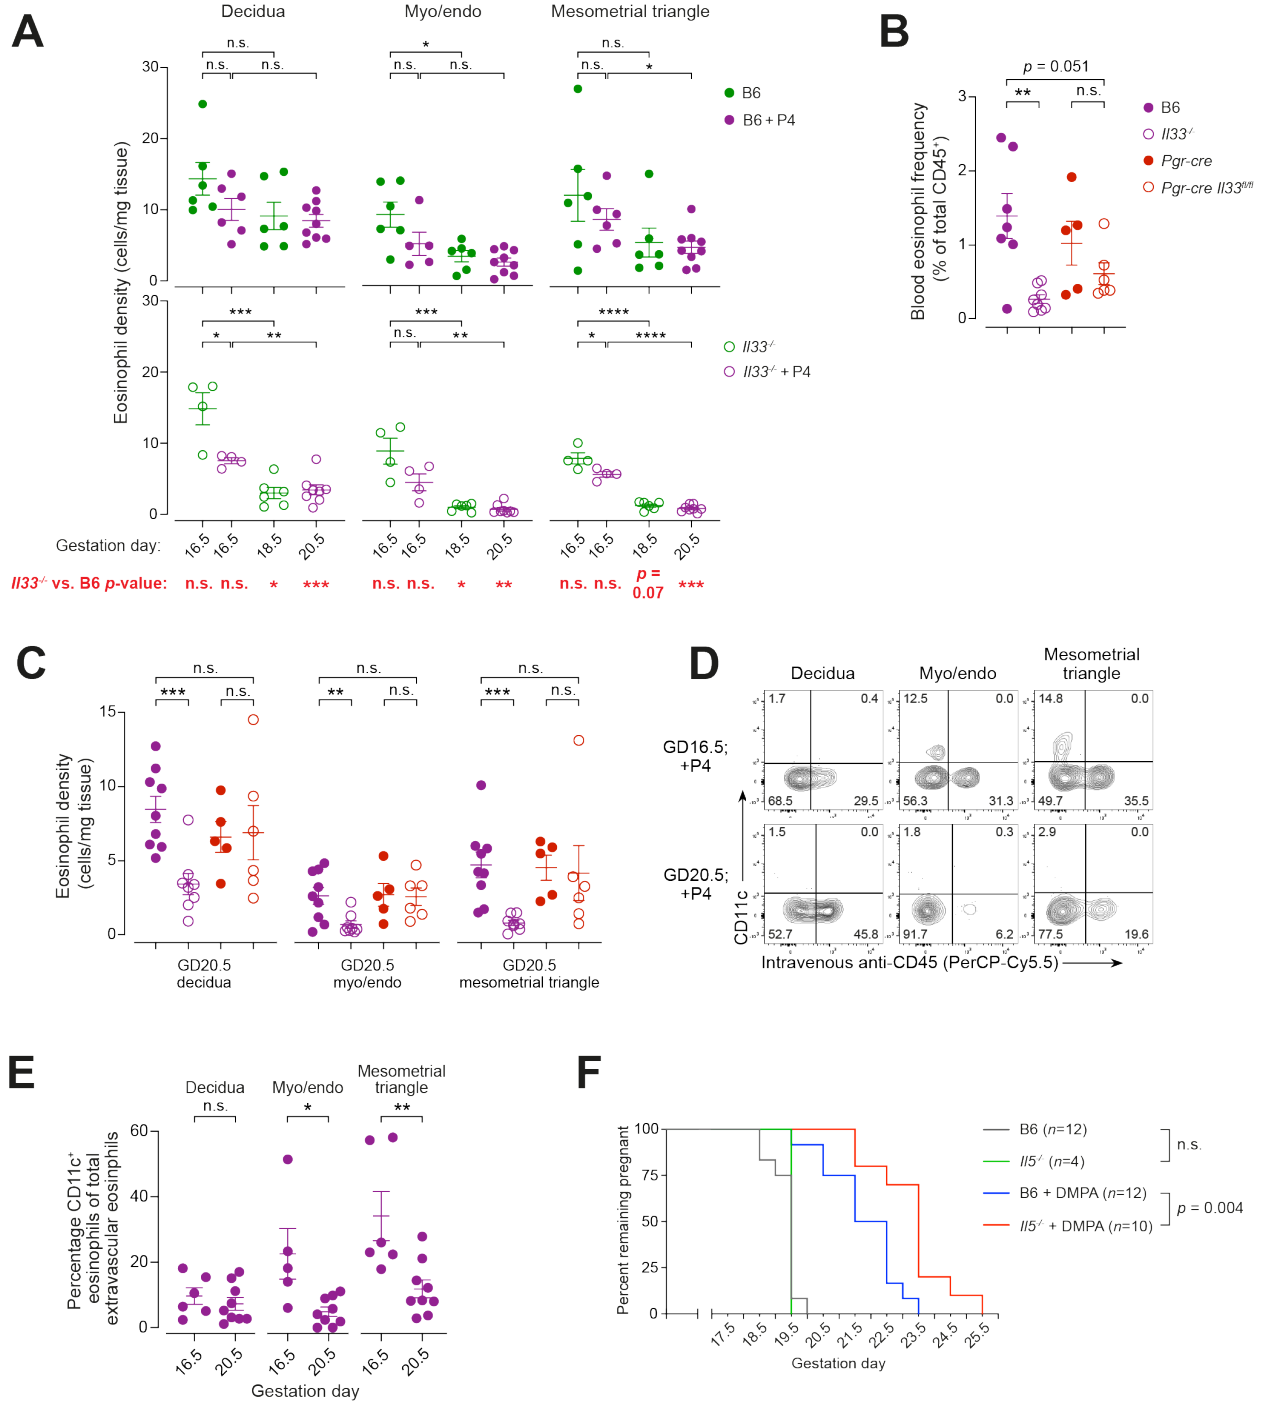 A
Decidua
Myo/endo
Mesometrial triangle
n.s.
*
n.s.
n.s. n.s.
n.s. n.s.
n.s. *
30
20
10
0
B6
B6 + P4
Eosinophil density (cells/mg tissue)
30
20
10
0
***
***
****
* **
n.s. **
* ****
Il33-/-
Il33-/- + P4
Gestation day:
16.5 16.5 18.5 20.5
16.5 16.5 18.5 20.5
16.5 16.5 18.5 20.5
Il33-/- vs. B6 p-value:
n.s. n.s. * ***
n.s. n.s. * **
n.s. n.s. p = 0.07 ***
B
p = 0.051
** n.s.
Blood eosinophil frequency
(% of total CD45+)
3
2
1
0
B6
Il33-/-
Pgr-cre
Pgr-cre Il33fl/fl
C
n.s.
n.s.
n.s.
*** n.s.
** n.s.
*** n.s.
Eosinophil density
(cells/mg tissue)
15
10
5
0
GD20.5
decidua
GD20.5
myo/endo
GD20.5
mesometrial triangle
D
Decidua
Myo/endo
Mesometrial
triangle
GD16.5;
+P4
1.7 0.4
68.5 29.5
12.5 0.0
56.3 31.3
14.8 0.0
49.7 35.5
GD20.5;
+P4
1.5 0.0
52.7 45.8
1.8 0.3
91.7 6.2
2.9 0.0
77.5 19.6
CD11c
Intravenous anti-CD45 (PerCP-Cy5.5)
E
Decidua
Myo/endo
Mesometrial
triangle
n.s.
*
**
Percentage CD11c+
eosinophils of total
extravascular eosinphils
60
40
20
0
16.5 20.5
16.5 20.5
16.5 20.5
Gestation day
F
Percent remaining pregnant
100
75
50
25
0
17.5 18.5 19.5 20.5 21.5 22.5 23.5 24.5 25.5
Gestation day
B6 (n=12)
Il5-/- (n=4)
n.s.
B6 + DMPA (n=12)
Il5-/- + DMPA (n=10)
p = 0.004